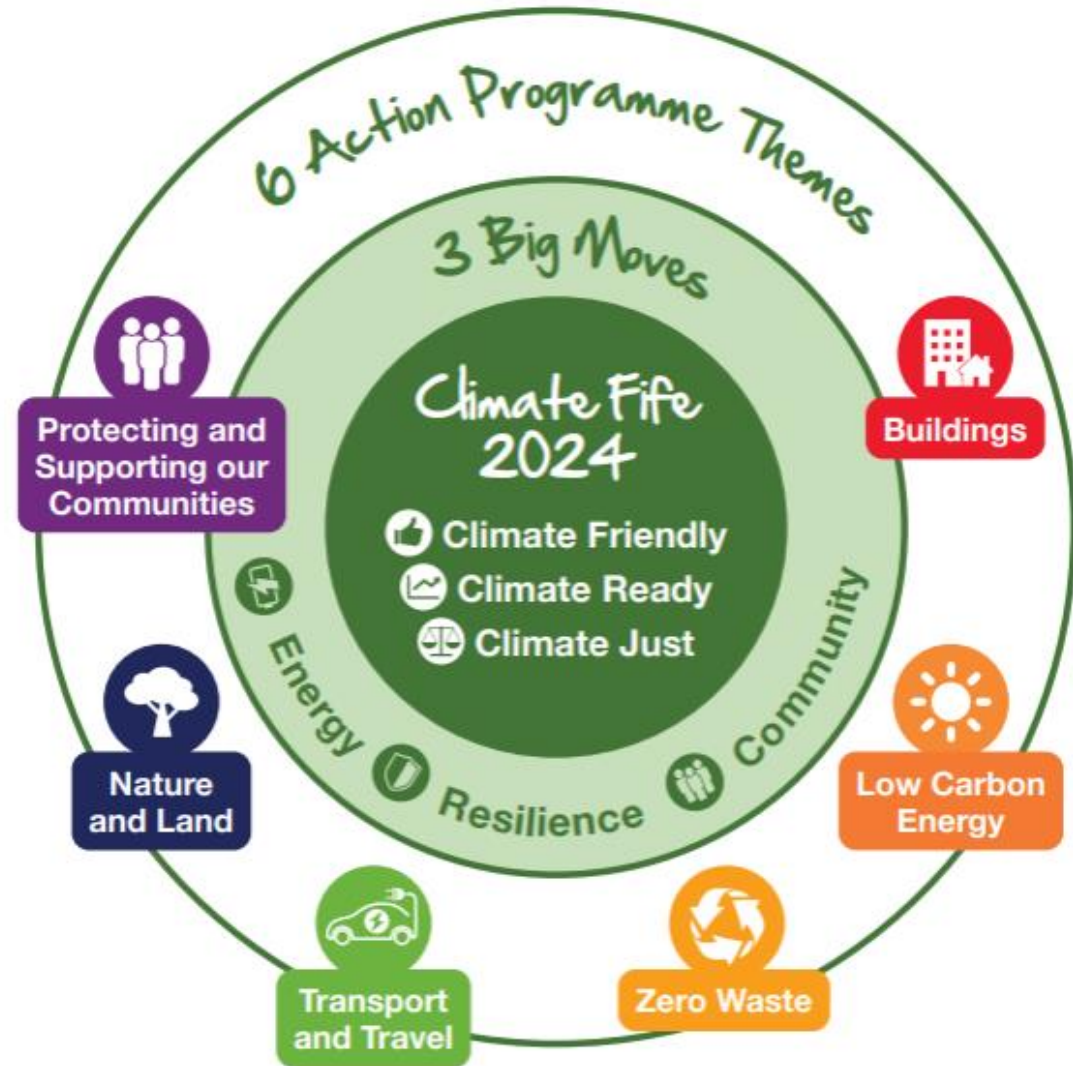 6 Action Programme Themes
3 Big Moves
Climate Fife
2024
Climate Friendly
Climate Ready
Climate Just
Energy
Resilience
Community
Protecting and
Supporting our
Communities
Buildings
Nature
and Land
Low Carbon
Energy
Transport
and Travel
Zero Waste